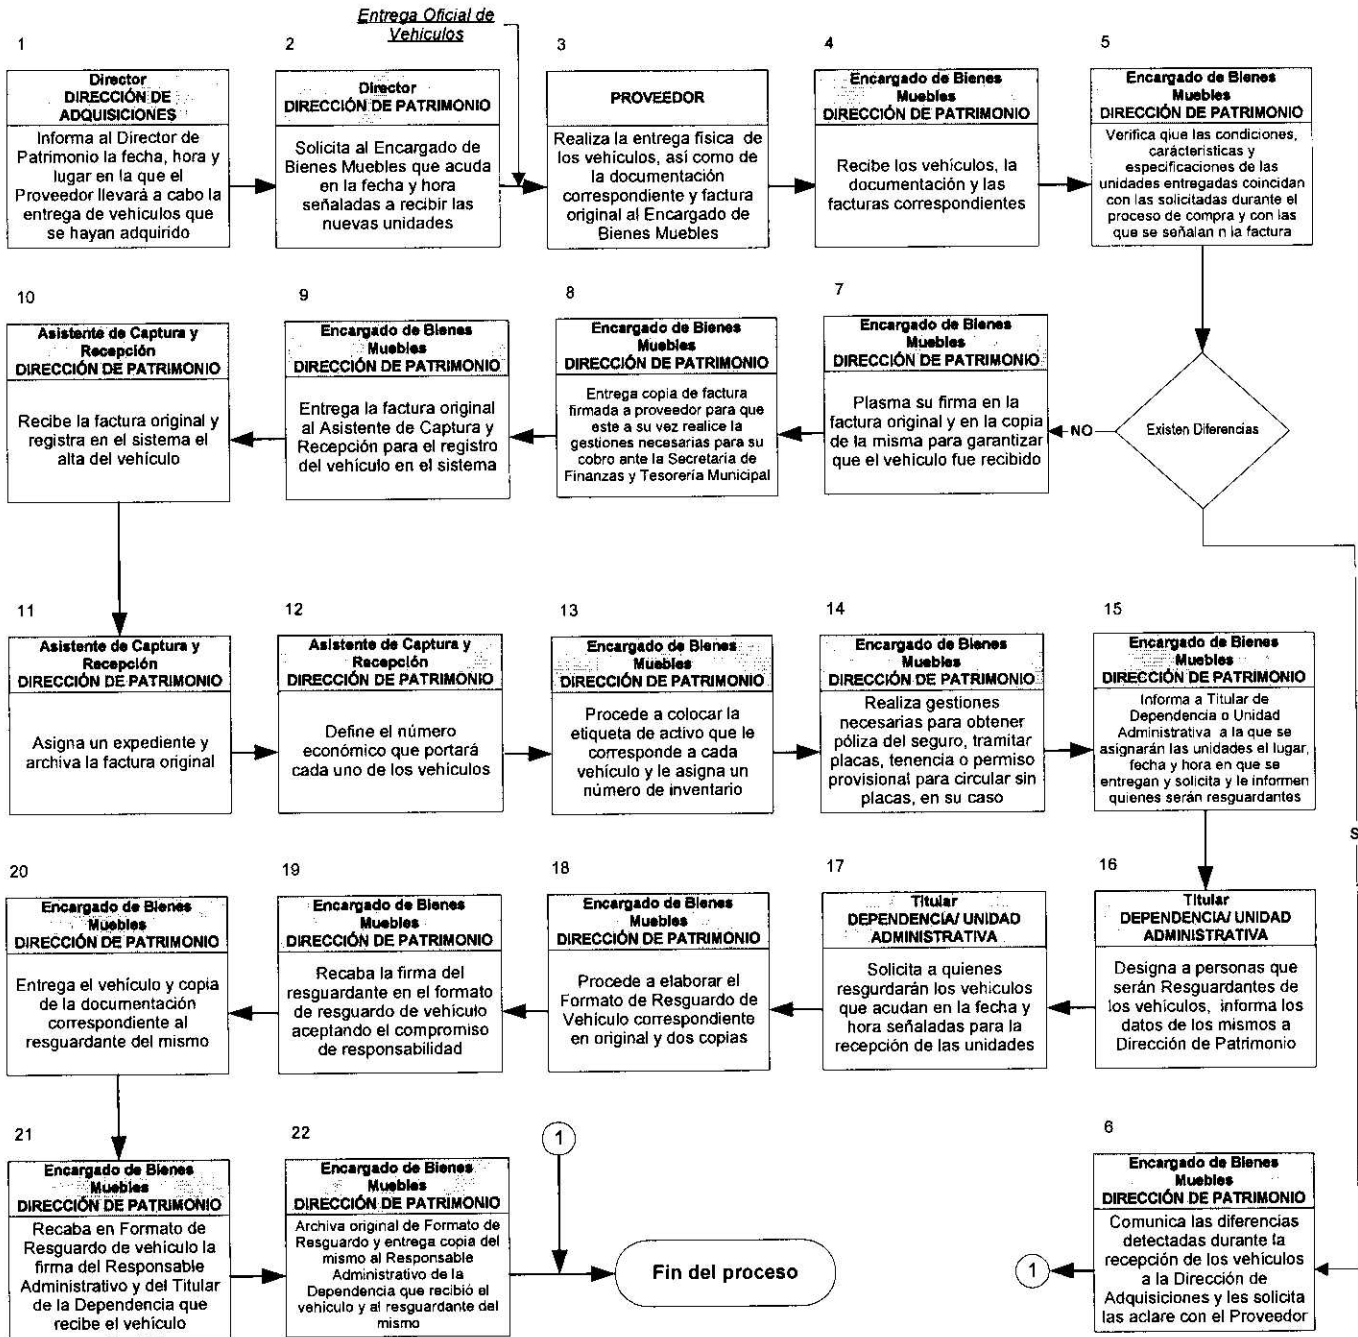 Entrega Oficial de
Vehículos
1
Director
DIRECCIÓN DE
ADQUISICIONES
Informa al Director de
Patrimonio la fecha, hora y
lugar en la que el
Proveedor llevará a cabo la
entrega de vehículos que
se hayan adquirido
2
Director
DIRECCIÓN DE PATRIMONIO
Solicita al Encargado de
Bienes Muebles que acuda
en la fecha y hora
señaladas a recibir las
nuevas unidades
3
PROVEEDOR
Realiza la entrega física de
los vehículos, así como de
la documentación
correspondiente y factura
original al Encargado de
Bienes Muebles
4
Encargado de Bienes
Muebles
DIRECCIÓN DE PATRIMONIO
Recibe los vehículos, la
documentación y las
facturas correspondientes
5
Encargado de Bienes
Muebles
DIRECCIÓN DE PATRIMONIO
Verifica qiue las condiciones,
carácterísticas y
especificaciones de las
unidades entregadas coincidan
con las solicitadas durante el
proceso de compra y con las
que se señalan n la factura
10
Asistente de Captura y
Recepción
DIRECCIÓN DE PATRIMONIO
Recibe la factura original y
registra en el sistema el
alta del vehículo
9
Encargado de Bienes
Muebles
DIRECCIÓN DE PATRIMONIO
Entrega la factura original
al Asistente de Captura y
Recepción para el registro
del vehículo en el sistema
8
Encargado de Bienes
Muebles
DIRECCIÓN DE PATRIMONIO
Entrega copia de factura
firmada a proveedor para que
este a su vez realice la
gestiones necesarias para su
cobro ante la Secretaría de
Finanzas y Tesorería Municipal
7
Encargado de Bienes
Muebles
DIRECCIÓN DE PATRIMONIO
Plasma su firma en la
factura original y en la copia
de la misma para garantizar
que el vehículo fue recibido
NO
Existen Diferencias
11
Asistente de Captura y
Recepción
DIRECCIÓN DE PATRIMONIO
Asigna un expediente y
archiva la factura original
12
Asistente de Captura y
Recepción
DIRECCIÓN DE PATRIMONIO
Define el número
económico que portará
cada uno de los vehículos
13
Encargado de Bienes
Muebles
DIRECCIÓN DE PATRIMONIO
Procede a colocar la
etiqueta de activo que le
corresponde a cada
vehículo y le asigna un
número de inventario
14
Encargado de Bienes
Muebles
DIRECCIÓN DE PATRIMONIO
Realiza gestiones
necesarias para obtener
póliza del seguro, tramitar
placas, tenencia o permiso
provisional para circular sin
placas, en su caso
15
Encargado de Bienes
Muebles
DIRECCIÓN DE PATRIMONIO
Informa a Titular de
Dependencia o Unidad
Administrativa a la que se
asignarán las unidades el lugar,
fecha y hora en que se
entregan y solicita y le informen
quienes serán resguardantes
S
20
Encargado de Bienes
Muebles
DIRECCIÓN DE PATRIMONIO
Entrega el vehículo y copia
de la documentación
correspondiente al
resguardante del mismo
19
Encargado de Bienes
Muebles
DIRECCIÓN DE PATRIMONIO
Recaba la firma del
resguardante en el formato
de resguardo de vehículo
aceptando el compromiso
de responsabilidad
18
Encargado de Bienes
Muebles
DIRECCIÓN DE PATRIMONIO
Procede a elaborar el
Formato de Resguardo de
Vehículo correspondiente
en original y dos copias
17
Titular
DEPENDENCIA/ UNIDAD
ADMINISTRATIVA
Solicita a quienes
resgurdarán los vehículos
que acudan en la fecha y
hora señaladas para la
recepción de las unidades
16
Titular
DEPENDENCIA/ UNIDAD
ADMINISTRATIVA
Designa a personas que
serán Resguardantes de
los vehículos, informa los
datos de los mismos a
Dirección de Patrimonio
21
Encargado de Bienes
Muebles
DIRECCIÓN DE PATRIMONIO
Recaba en Formato de
Resguardo de vehículo la
firma del Responsable
Administrativo y del Titular
de la Dependencia que
recibe el vehículo
22
Encargado de Bienes
Muebles
DIRECCIÓN DE PATRIMONIO
Archiva original de Formato de
Resguardo y entrega copia del
mismo al Responsable
Administrativo de la
Dependencia que recibió el
vehículo y al resguardante del
mismo
1
Fin del proceso
1
6
Encargado de Bienes
Muebles
DIRECCIÓN DE PATRIMONIO
Comunica las diferencias
detectadas durante la
recepción de los vehículos
a la Dirección de
Adquisiciones y les solicita
las aclare con el Proveedor